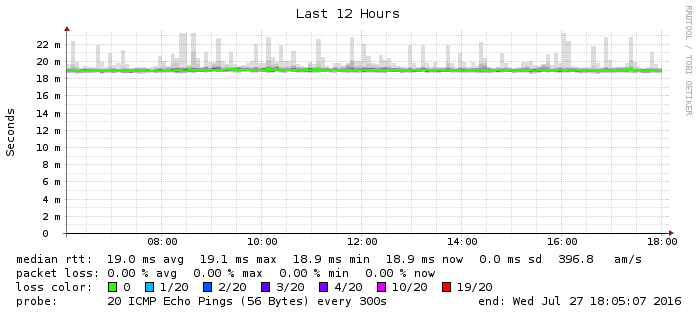 Last 12 Hours
RRDTOOL / TOBI OETIKER
Seconds
22 m
20 m
18 m
16 m
14 m
12 m
10 m
8 m
6 m
4 m
2 m
0
08:00 10:00 12:00 14:00 16:00 18:00
median rtt: 19.0 ms avg 19.1 ms max 18.9 ms min 18.9 ms now 0.0 ms sd 396.8 am/s
packet loss: 0.00 % avg 0.00 % max 0.00 % min 0.00 % now
loss color: 0 1/20 2/20 3/20 4/20 10/20 19/20
probe: 20 ICMP Echo Pings (56 Bytes) every 300s end: Wed Jul 27 18:05:07 2016